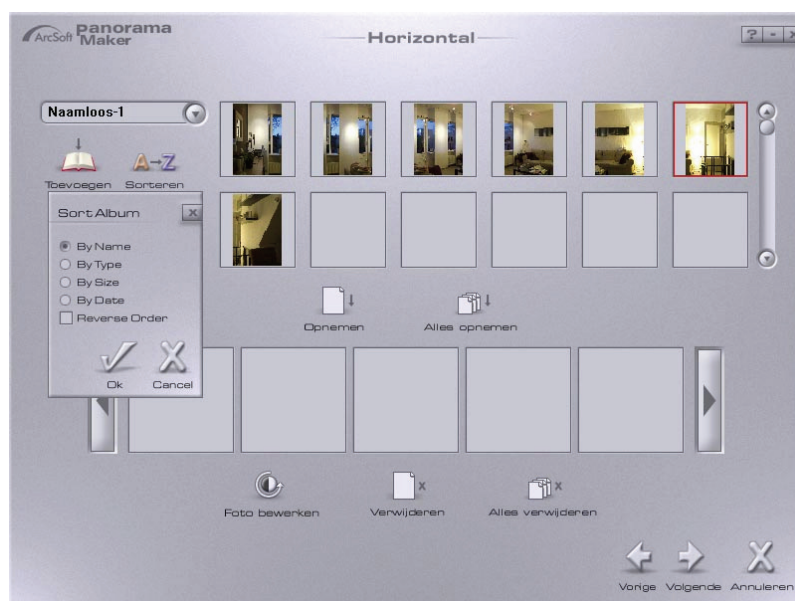 ArcSoft Panorama Maker
Horizontal
? - x
Naamloos-1
A→Z
Toevoegen Sorteren
Sort Album x
By Name
By Type
By Size
By Date
Reverse Order
Ok Cancel
Opnemen Alles opnemen
Foto bewerken Verwijderen Alles verwijderen
Vorige Volgende Annuleren